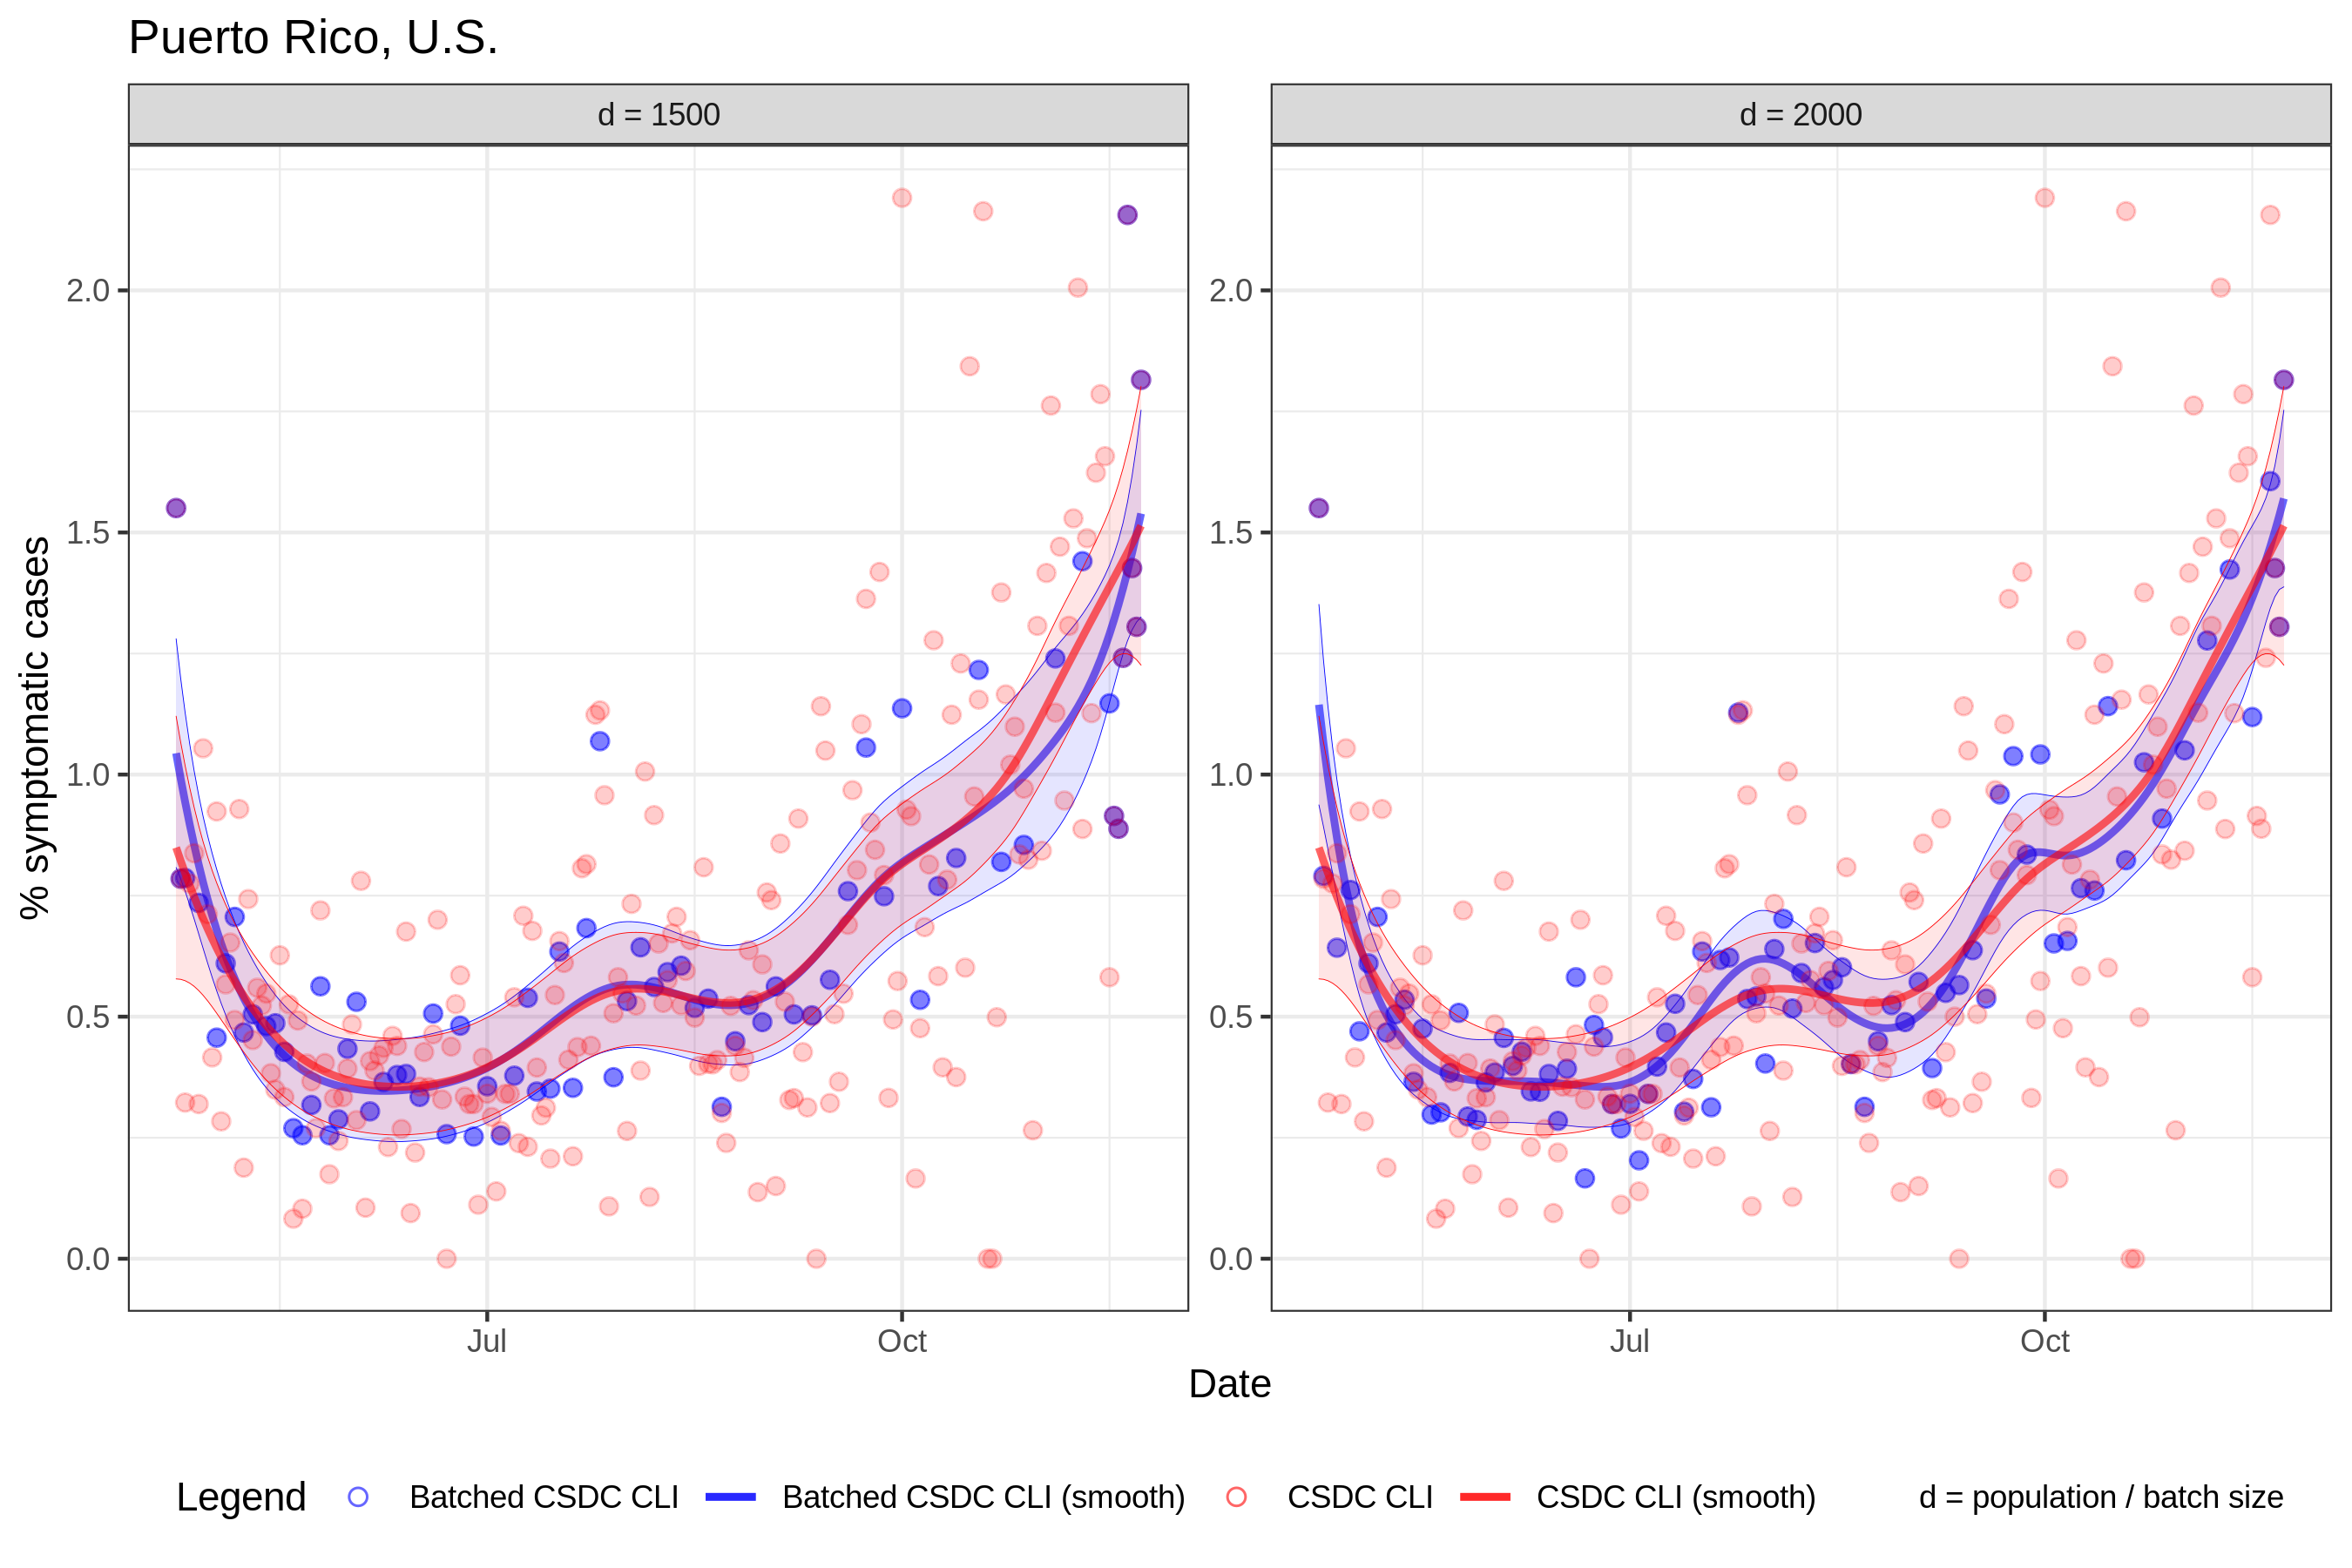 Puerto Rico, U.S.
d = 1500
d = 2000
% symptomatic cases
2.0
1.5
1.0
0.5
0.0
2.0
1.5
1.0
0.5
0.0
Jul
Oct
Jul
Oct
Date
Legend
Batched CSDC CLI
Batched CSDC CLI (smooth)
CSDC CLI
CSDC CLI (smooth)
d = population / batch size